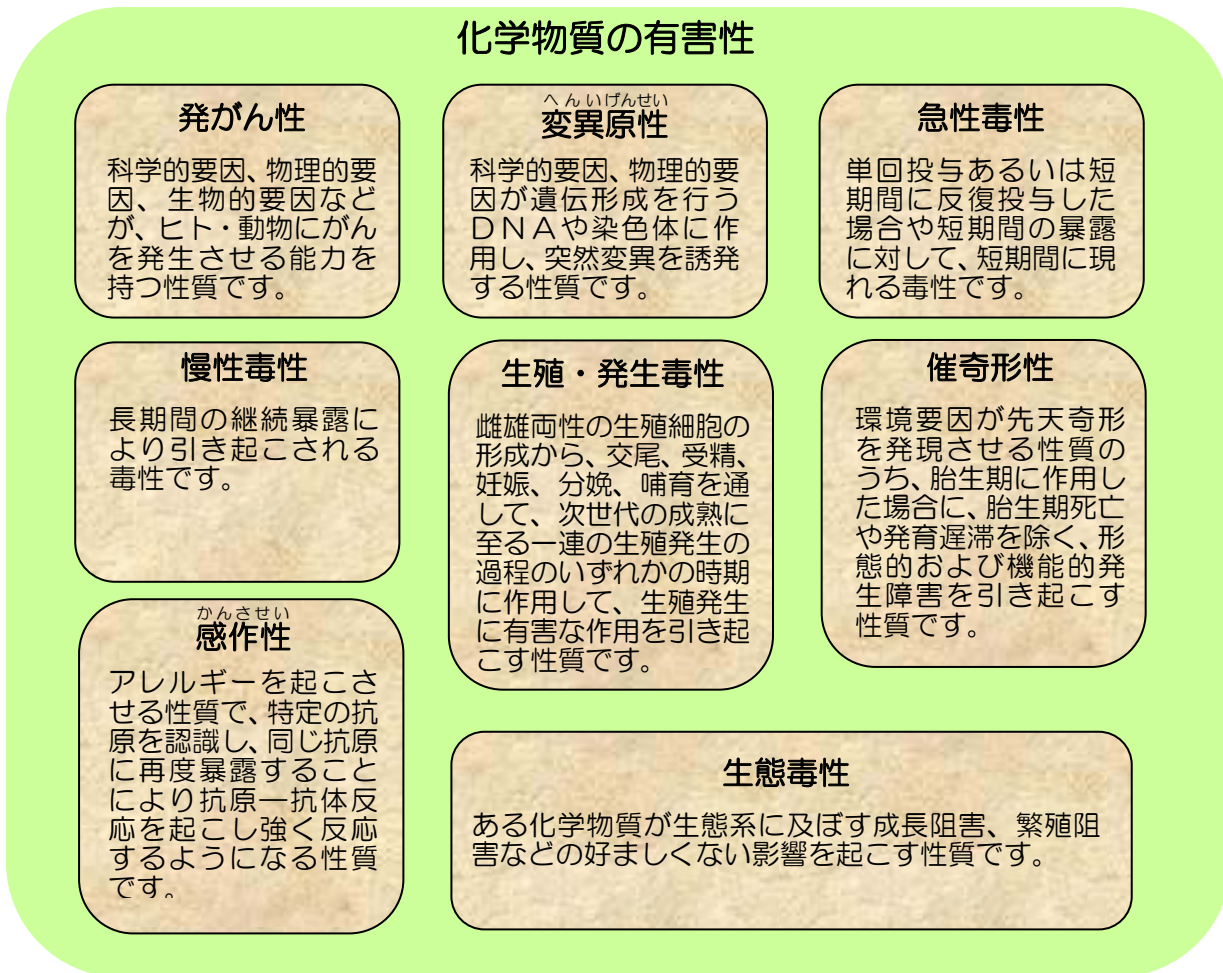 化学物質の有害性
発がん性
科学的要因、物理的要
因、生物的要因など
が、ヒト・動物にがん
を発生させる能力を
持つ性質です。
へんいげんせい
変異原性
科学的要因、物理的要
因が遺伝形成を行う
DNAや染色体に作
用し、突然変異を誘発
する性質です。
急性毒性
単回投与あるいは短
期間に反復投与した
場合や短期間の暴露
に対して、短期間に現
れる毒性です。
慢性毒性
長期間の継続暴露に
より引き起こされる
毒性です。
生殖・発生毒性
雌雄両性の生殖細胞の
形成から、交尾、受精、
妊娠、分娩、哺育を通
して、次世代の成熟に
至る一連の生殖発生の
過程のいずれかの時期
に作用して、生殖発生
に有害な作用を引き起
こす性質です。
催奇形性
環境要因が先天奇形
を発現させる性質の
うち、胎生期に作用し
た場合に、胎生期死亡
や発育遅滞を除く、形
態的および機能的発
生障害を引き起こす
性質です。
かんさせい
感作性
アレルギーを起こさ
せる性質で、特定の抗
原を認識し、同じ抗原
に再度暴露すること
により抗原―抗体反
応を起こし強く反応
するようになる性質
です。
生態毒性
ある化学物質が生態系に及ぼす成長阻害、繁殖阻
害などの好ましくない影響を起こす性質です。